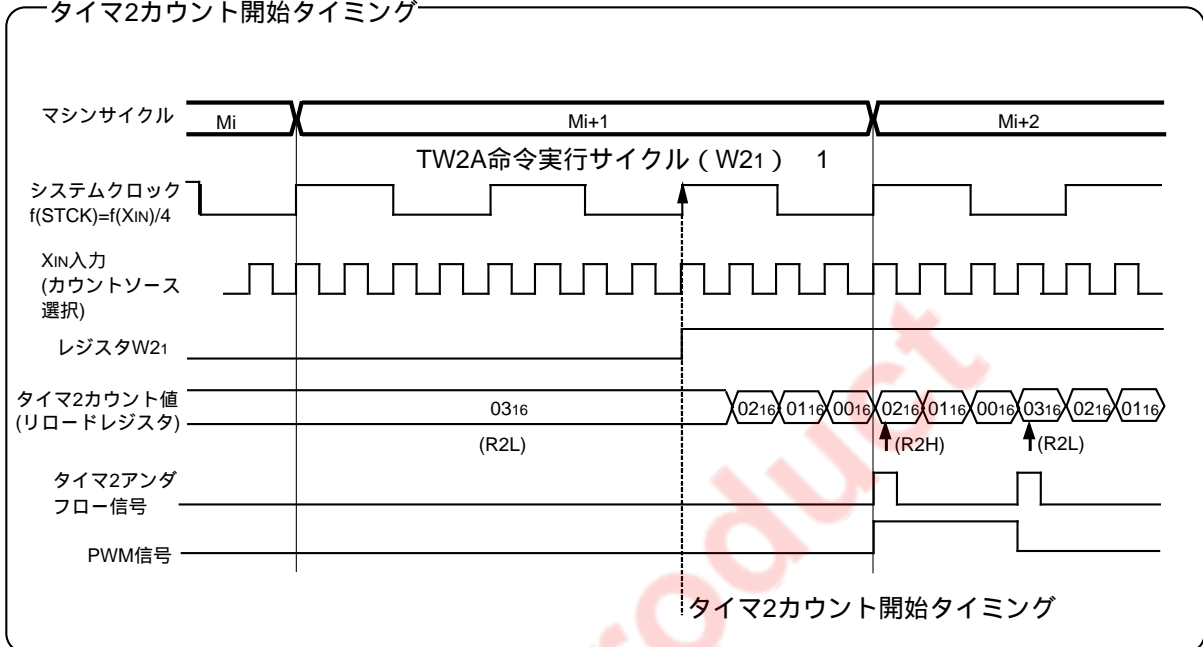 タイマ2カウント開始タイミング
マシンサイクル Mi Mi+1 Mi+2
TW2A命令実行サイクル（W21） 1
システムクロック
f(STCK)=f(XIN)/4
XIN入力
(カウントソース
選択)
レジスタW21
タイマ2カウント値
(リロードレジスタ)
0316 0216 0116 0016 0216 0116 0016 0316 0216 0116
(R2L) (R2H) (R2L)
タイマ2アンダ
フロー信号
PWM信号
タイマ2カウント開始タイミング
roduct